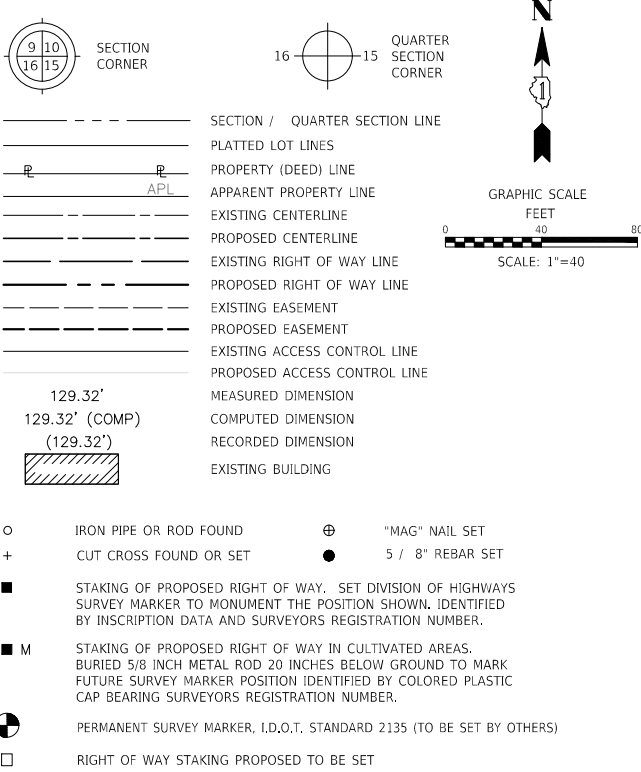 N
9 10
16 15
SECTION
CORNER
16 15
QUARTER
SECTION
CORNER
1
SECTION / QUARTER SECTION LINE
PLATTED LOT LINES
PL PL
PROPERTY (DEED) LINE
APL
APPARENT PROPERTY LINE
EXISTING CENTERLINE
PROPOSED CENTERLINE
EXISTING RIGHT OF WAY LINE
PROPOSED RIGHT OF WAY LINE
EXISTING EASEMENT
PROPOSED EASEMENT
EXISTING ACCESS CONTROL LINE
PROPOSED ACCESS CONTROL LINE
GRAPHIC SCALE
FEET
0 40 80
SCALE: 1"=40
129.32' MEASURED DIMENSION
129.32' (COMP) COMPUTED DIMENSION
(129.32') RECORDED DIMENSION
EXISTING BUILDING
IRON PIPE OR ROD FOUND
"MAG" NAIL SET
CUT CROSS FOUND OR SET
5 / 8" REBAR SET
STAKING OF PROPOSED RIGHT OF WAY. SET DIVISION OF HIGHWAYS
SURVEY MARKER TO MONUMENT THE POSITION SHOWN. IDENTIFIED
BY INSCRIPTION DATA AND SURVEYORS REGISTRATION NUMBER.
M STAKING OF PROPOSED RIGHT OF WAY IN CULTIVATED AREAS.
BURIED 5/8 INCH METAL ROD 20 INCHES BELOW GROUND TO MARK
FUTURE SURVEY MARKER POSITION IDENTIFIED BY COLORED PLASTIC
CAP BEARING SURVEYORS REGISTRATION NUMBER.
PERMANENT SURVEY MARKER, I.D.O.T. STANDARD 2135 (TO BE SET BY OTHERS)
RIGHT OF WAY STAKING PROPOSED TO BE SET